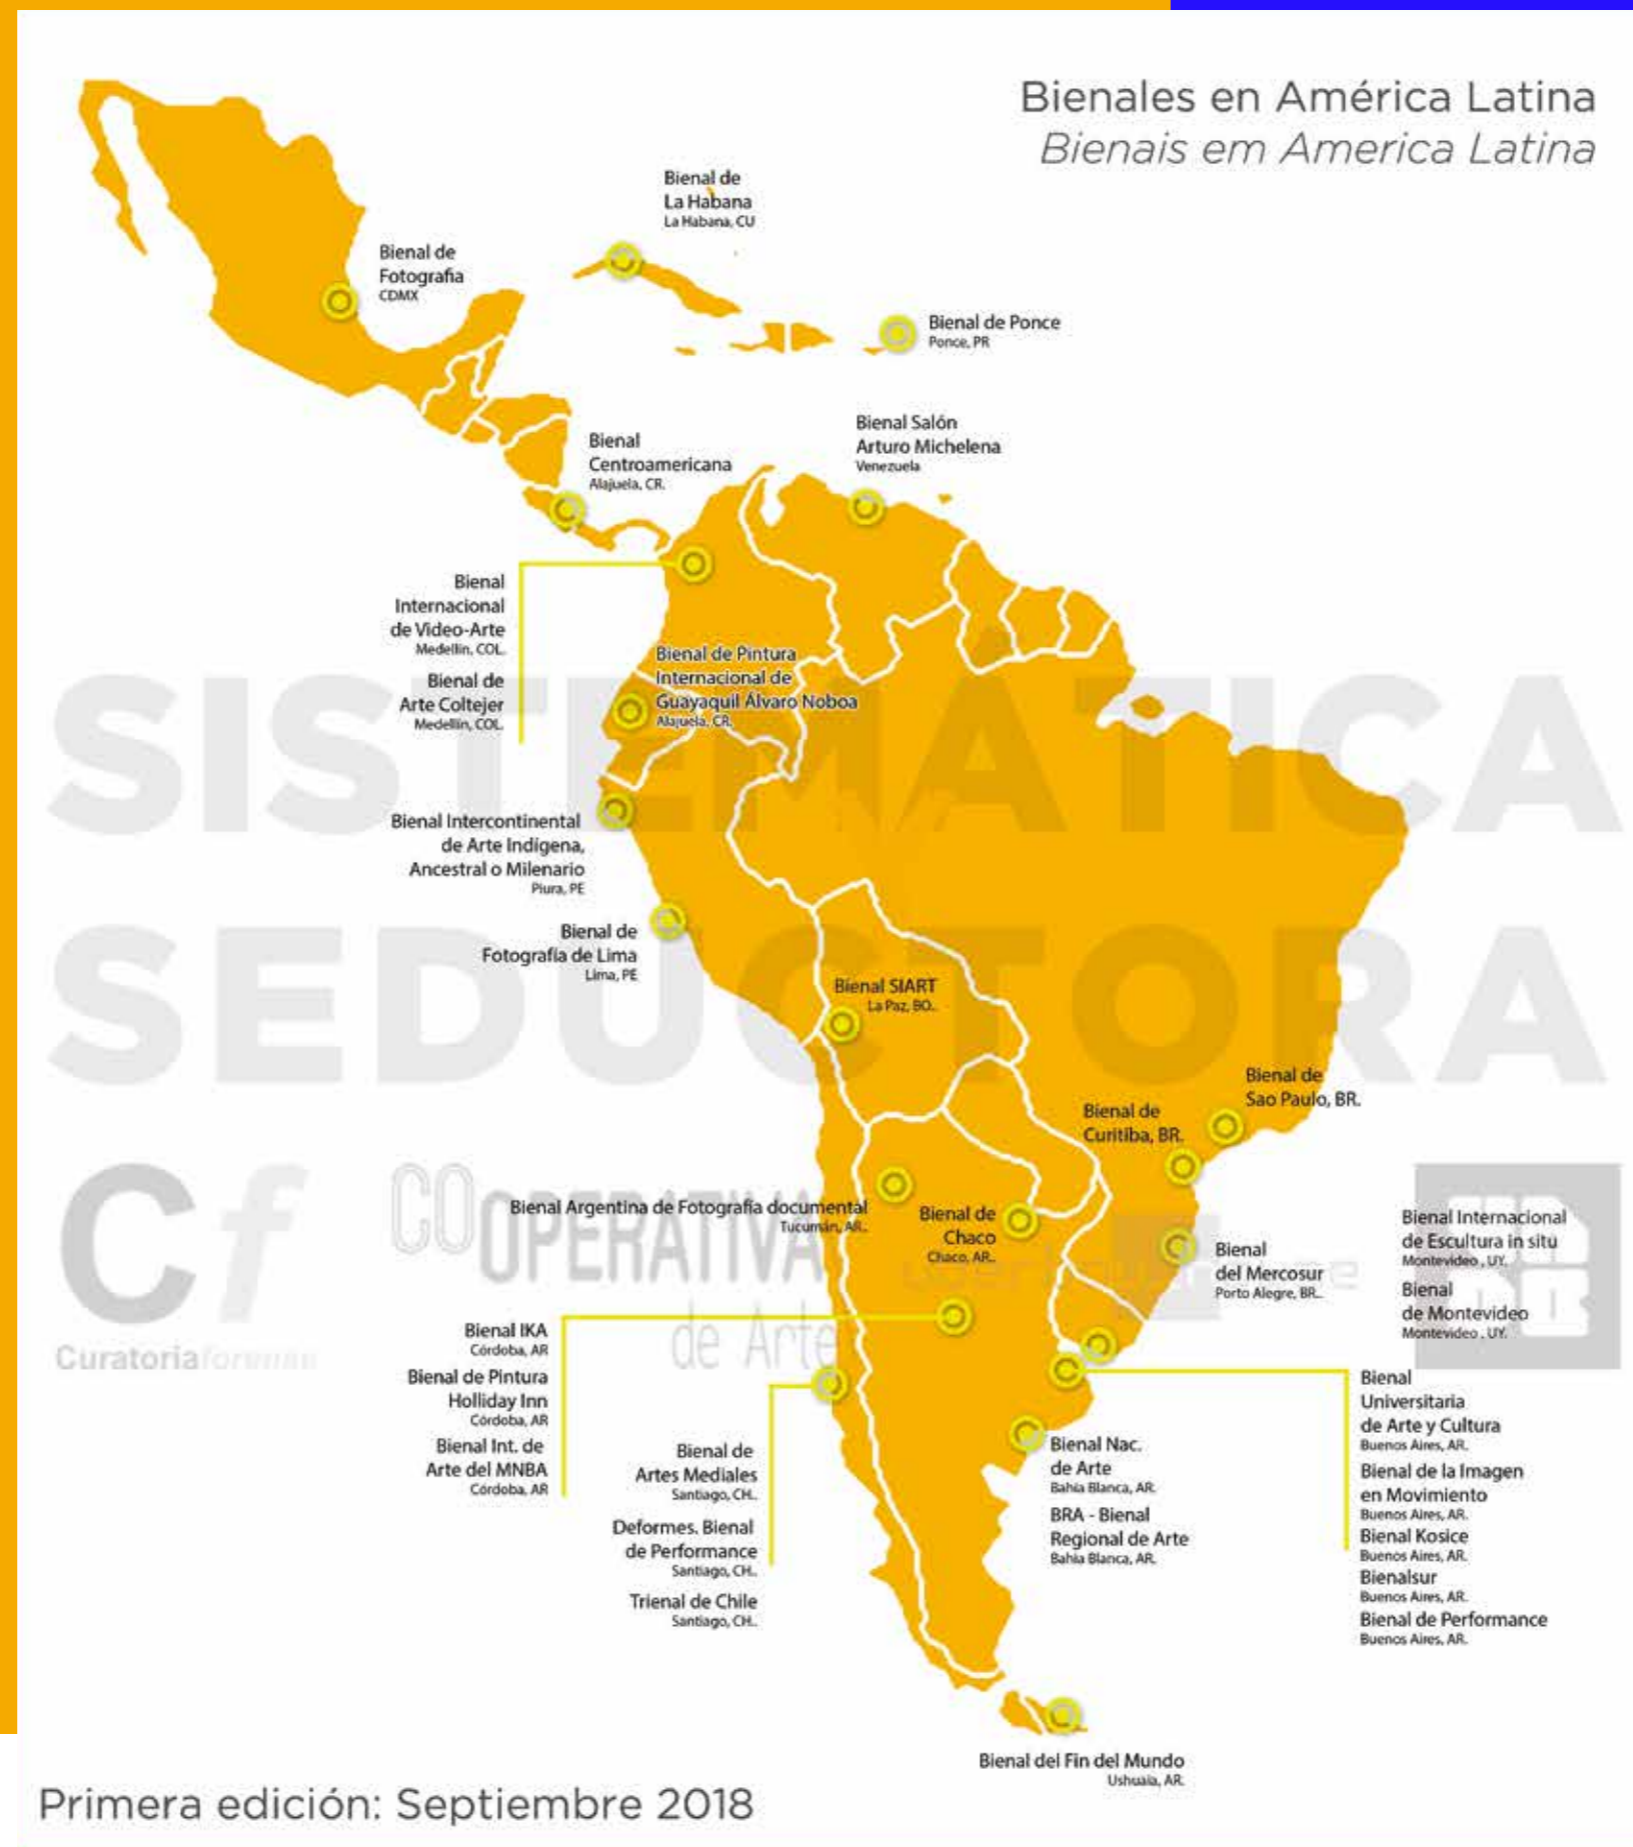 Bienales en América Latina
Bienais em America Latina
Bienal de
La Habana
La Habana, CU
Bienal de
Fotografia
CDMX
Bienal de Ponce
Ponce, PR
Bienal Salón
Arturo Michelena
Venezuela
Bienal
Centroamericana
Alajuela, CR.
Bienal
Internacional
de Video-Arte
Medellin, COL.
Bienal de
Arte Coltejer
Medellin, COL.
Bienal de Pintura
Internacional de
Guayaquil Álvaro Noboa
Alajuela, CR.
SISTEMÁTICA
SEDUCTORA
Bienal Intercontinental
de Arte Indigena,
Ancestral o Milenario
Piura, PE
Bienal de
Fotografía de Lima
Lima, PE
Bienal SIART
La Paz, BO..
Bienal de
Sao Paulo, BR.
Bienal de
Curitiba, BR.
Cf
Curatoriaforense
COOPERATIVA
de Arte
Bienal Argentina de Fotografía documental
Tucumán, AR..
Bienal de
Chaco
Chaco, AR..
Bienal
del Mercosur
Porto Alegre, BR..
Bienal Internacional
de Escultura in situ
Montevideo , UY.
Bienal
de Montevideo
Montevideo , UY.
Bienal IKA
Córdoba, AR
Bienal de Pintura
Holliday Inn
Córdoba, AR
Bienal Int. de
Arte del MNBA
Córdoba, AR
Bienal de
Artes Mediales
Santiago, CH..
Deformes. Bienal
de Performance
Santiago, CH..
Trienal de Chile
Santiago, CH..
Bienal Nac.
de Arte
Bahía Blanca, AR.
BRA - Bienal
Regional de Arte
Bahía Blanca, AR.
Bienal
Universitaria
de Arte y Cultura
Buenos Aires, AR.
Bienal de la Imagen
en Movimiento
Buenos Aires, AR.
Bienal Kosice
Buenos Aires, AR.
Bienalsur
Buenos Aires, AR.
Bienal de Performance
Buenos Aires, AR.
Bienal del Fin del Mundo
Ushuaia, AR.
Primera edición: Septiembre 2018